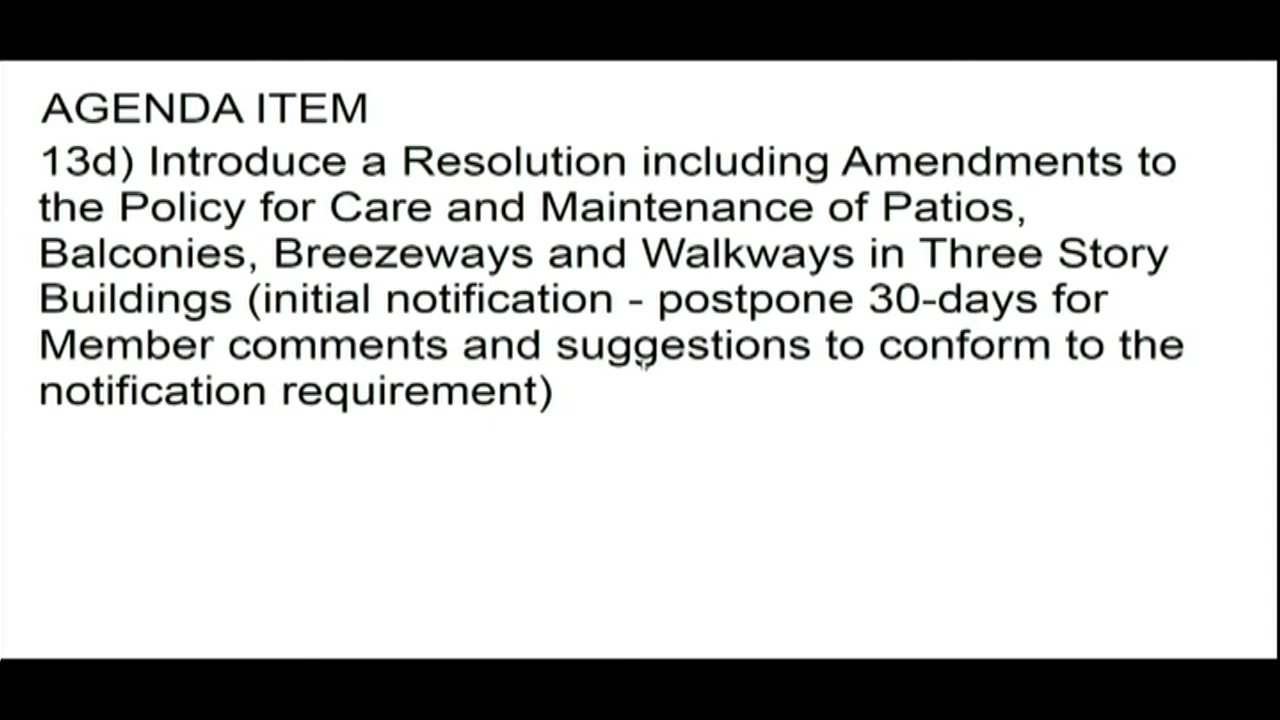 AGENDA ITEM
13d) Introduce a Resolution including Amendments to
the Policy for Care and Maintenance of Patios,
Balconies, Breezeways and Walkways in Three Story
Buildings (initial notification - postpone 30-days for
Member comments and suggestions to conform to the
notification requirement)